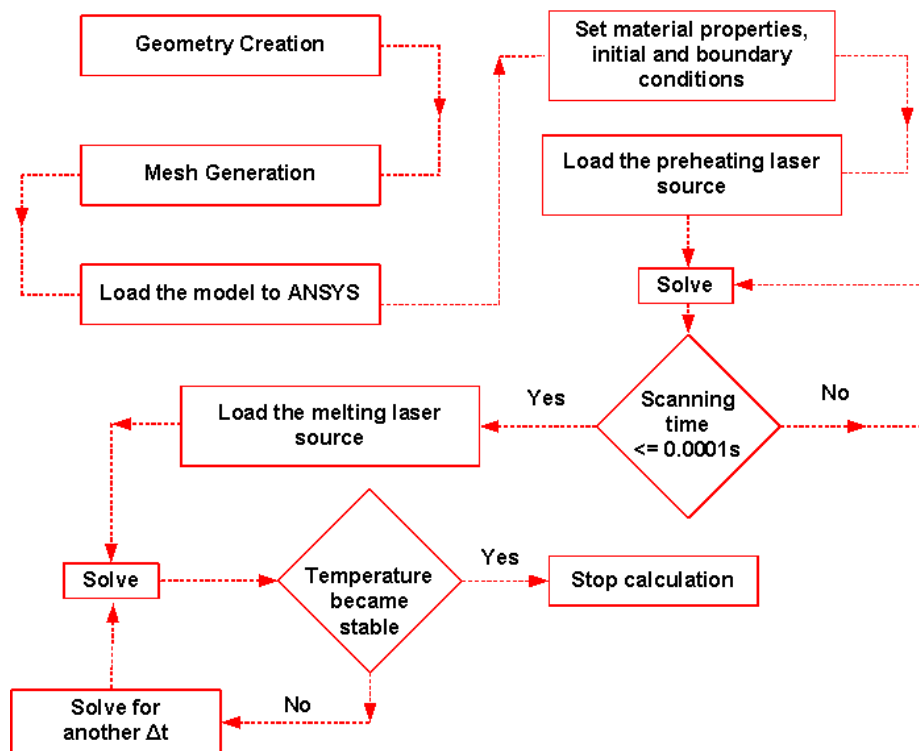 Geometry Creation
Set material properties,
initial and boundary
conditions
Mesh Generation
Load the preheating laser
source
Load the model to ANSYS
Solve
Scanning
time
<= 0.0001s
Yes
No
Load the melting laser
source
Solve
Temperature
became
stable
Yes
Stop calculation
No
Solve for
another Δt